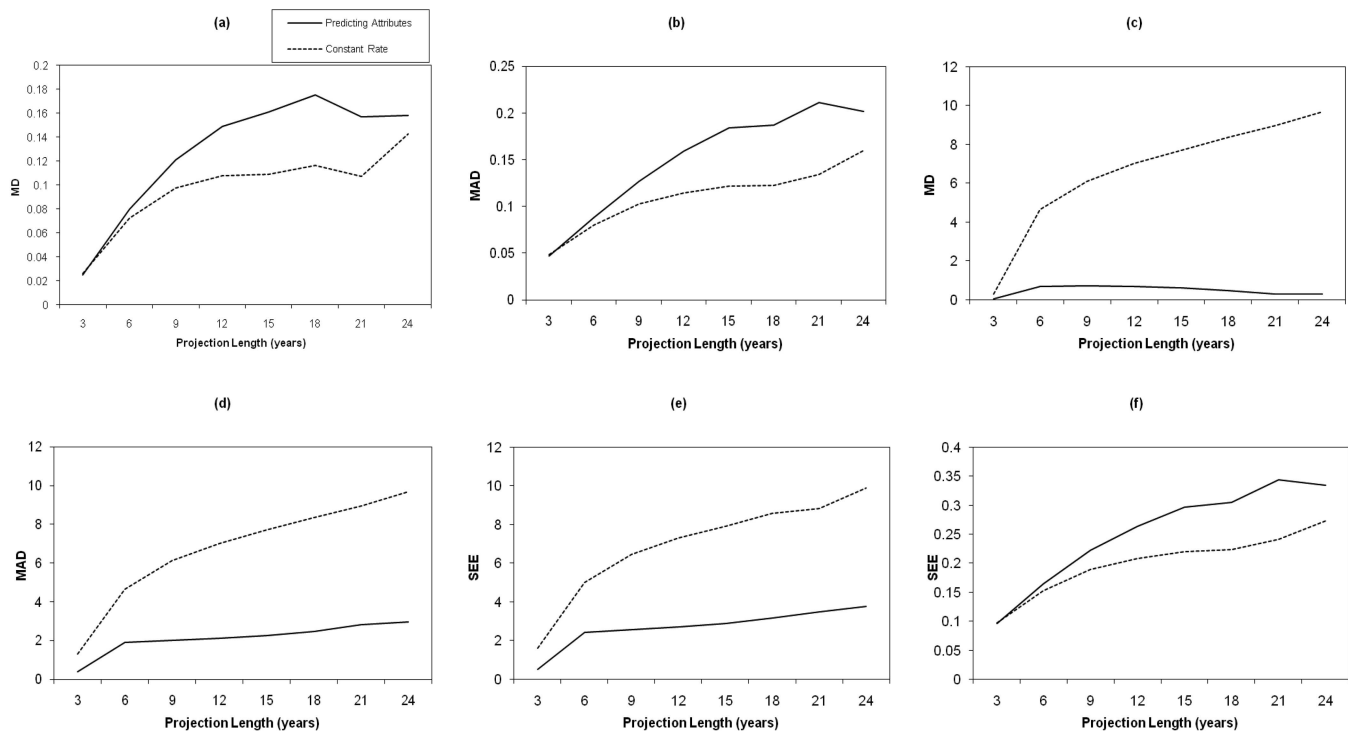 (a)
Predicting Attributes
Constant Rate
0.2
0.18
0.16
0.14
0.12
0.1
0.08
0.06
0.04
0.02
0
MD
3 6 9 12 15 18 21 24
Projection Length (years)
(b)
0.25
0.2
0.15
0.1
0.05
0
MAD
3 6 9 12 15 18 21 24
Projection Length (years)
(c)
12
10
8
6
4
2
0
MD
3 6 9 12 15 18 21 24
Projection Length (years)
(d)
12
10
8
6
4
2
0
MAD
3 6 9 12 15 18 21 24
Projection Length (years)
(e)
12
10
8
6
4
2
0
SEE
3 6 9 12 15 18 21 24
Projection Length (years)
(f)
0.4
0.35
0.3
0.25
0.2
0.15
0.1
0.05
0
SEE
3 6 9 12 15 18 21 24
Projection Length (years)